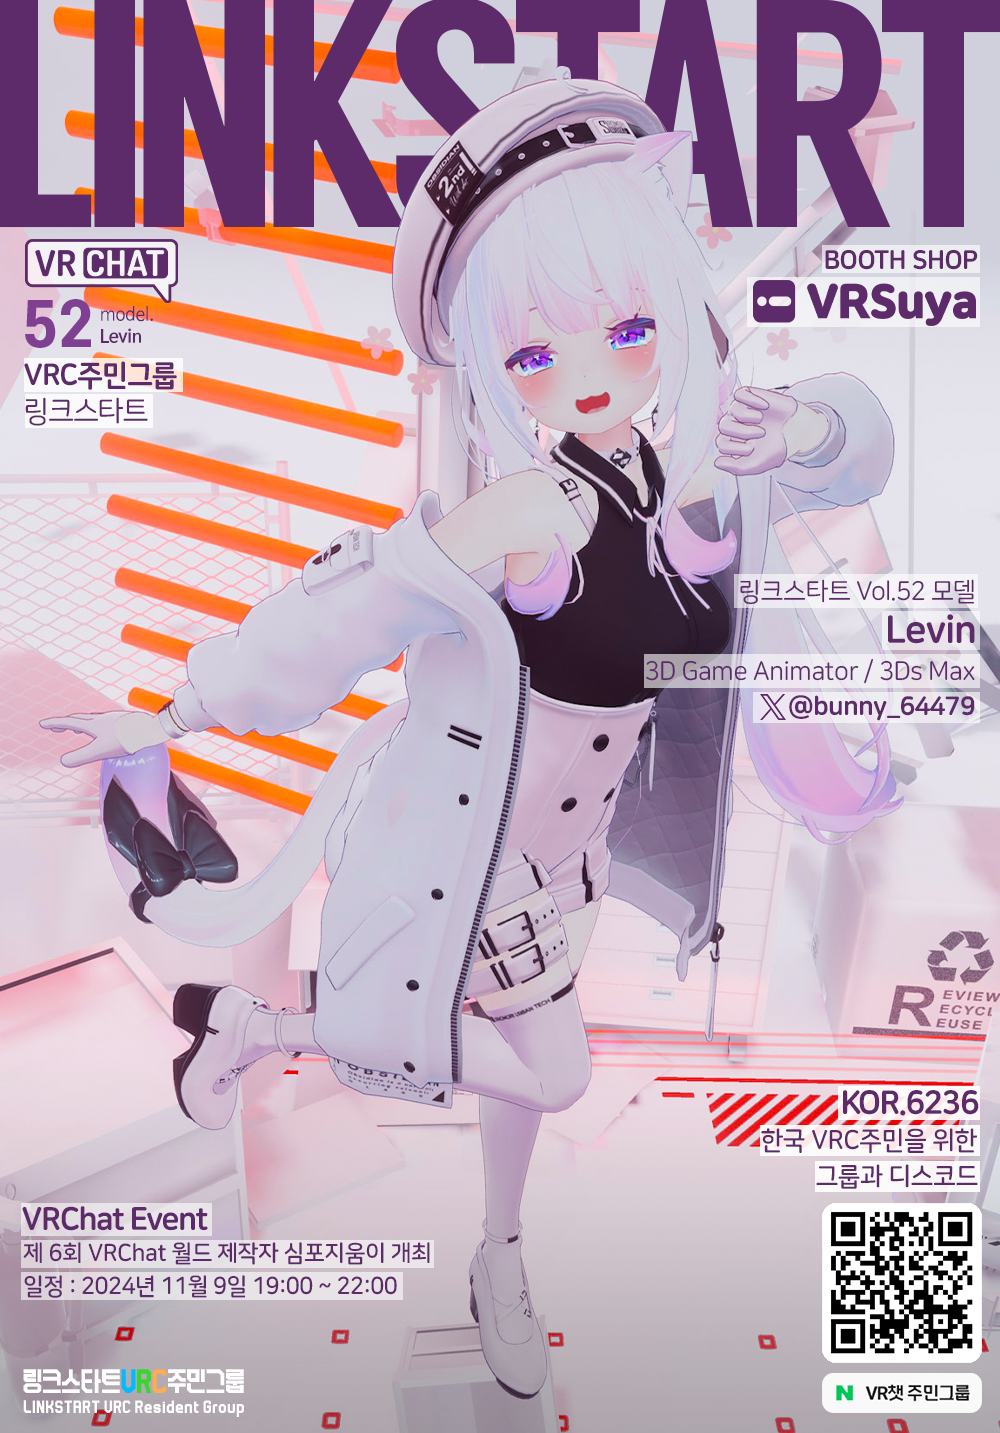 LINKSTART
OBSIDIAN
2nd
VR CHAT
52 model.
Levin
VRC주민그룹
링크스타트
BOOTH SHOP
VRSuya
링크스타트 Vol.52 모델
Levin
3D Game Animator / 3Ds Max
X@bunny_64479
R EVIEW
ECYCL
EUSE
OBSIDIAN
KOR.6236
한국 VRC주민을 위한
그룹과 디스코드
VRChat Event
제 6회 VRChat 월드 제작자 심포지움이 개최
일정 : 2024년 11월 9일 19:00 ~ 22:00
링크스타트VRC주민그룹
LINKSTART VRC Resident Group
N VR챗 주민그룹